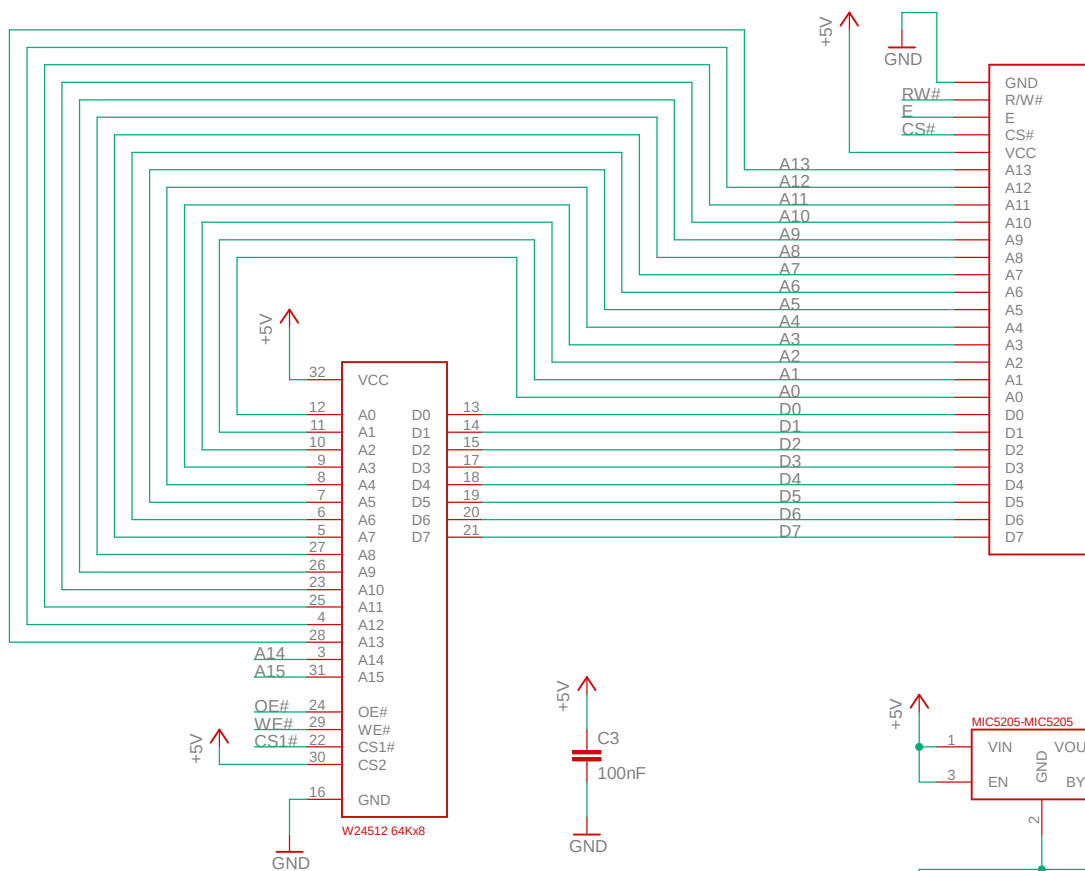 +5V
GND
GND
RW# R/W#
E E
CS# CS#
VCC
A13 A13
A12 A12
A11 A11
A10 A10
A9 A9
A8 A8
A7 A7
A6 A6
A5 A5
A4 A4
A3 A3
A2 A2
A1 A1
A0 A0
D0 D0
D1 D1
D2 D2
D3 D3
D4 D4
D5 D5
D6 D6
D7 D7
+5V
32 VCC
12 A0 D0 13
11 A1 D1 14
10 A2 D2 15
9 A3 D3 17
8 A4 D4 18
7 A5 D5 19
6 A6 D6 20
5 A7 D7 21
27 A8
26 A9
23 A10
25 A11
4 A12
28 A13
A14 3 A14
A15 31 A15
OE# 24 OE#
WE# 29 WE#
CS1# 22 CS1#
+5V 30 CS2
16 GND
W24512 64Kx8
GND
+5V
C3
100nF
GND
+5V
MIC5205-MIC5205
1 VIN VOU
3 EN GND BY
2